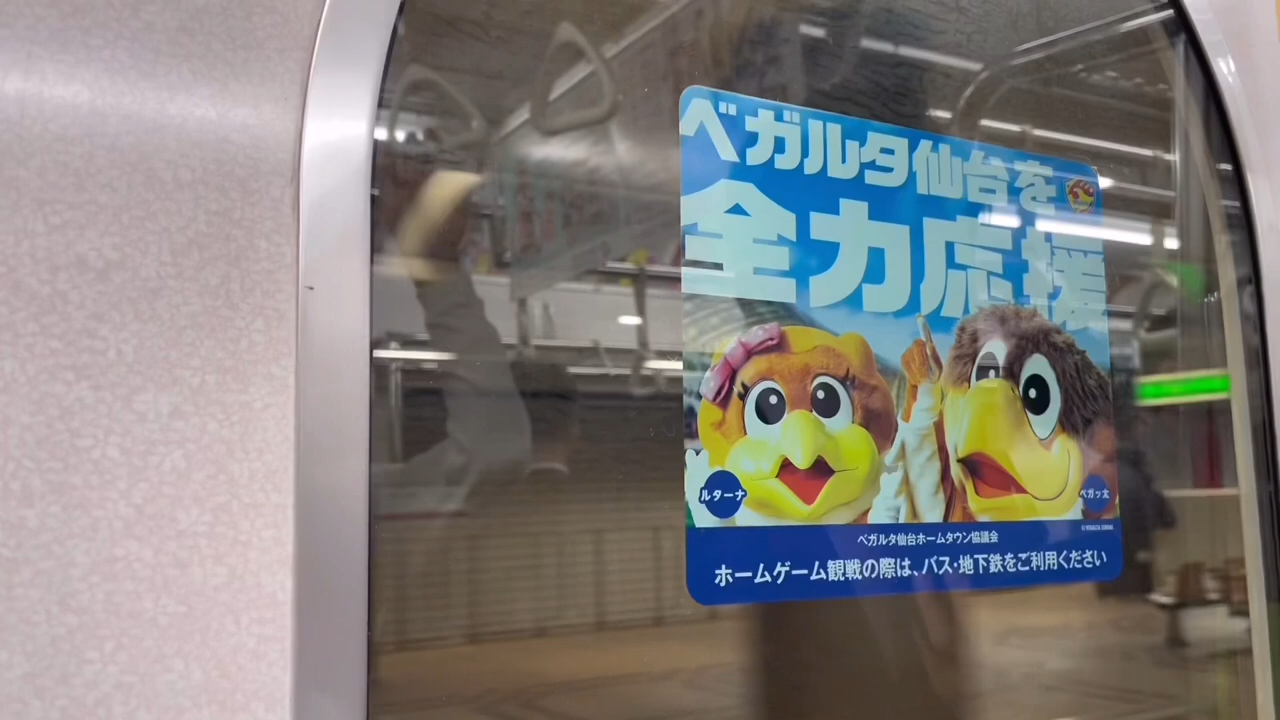 ベガルタ仙台を
全力応援
ルターナ
ベガッ太
ベガルタ仙台ホームタウン協議会
ホームゲーム観戦の際は、バス・地下鉄をご利用ください